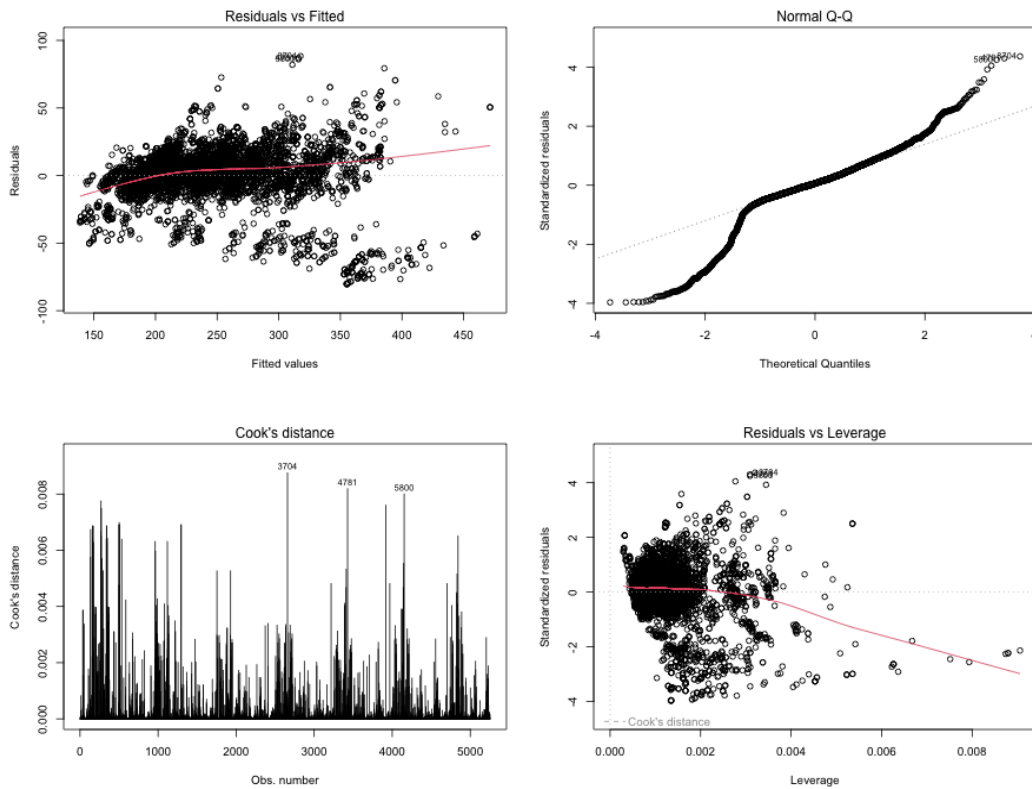 Residuals vs Fitted
Residuals
100
50
0
-50
-100
3704
150 200 250 300 350 400 450
Fitted values
Normal Q-Q
Standardized residuals
4
2
0
-2
-4
3704
-4 -2 0 2
Theoretical Quantiles
Cook's distance
Cook's distance
0.008
0.006
0.004
0.002
0.000
3704
4781
5800
0 1000 2000 3000 4000 5000
Obs. number
Residuals vs Leverage
Standardized residuals
4
2
0
-2
-4
Cook's distance
0.000 0.002 0.004 0.006 0.008
Leverage